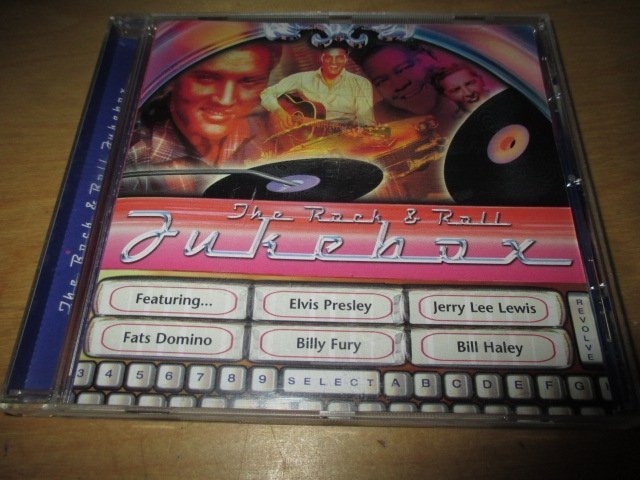 The Rock & Roll Jukebox
The Rock & Roll
Jukebox
Featuring... Elvis Presley Jerry Lee Lewis
Fats Domino Billy Fury Bill Haley
REVOLVE
3 4 5 6 7 8 9 SELECT A B C D E F G